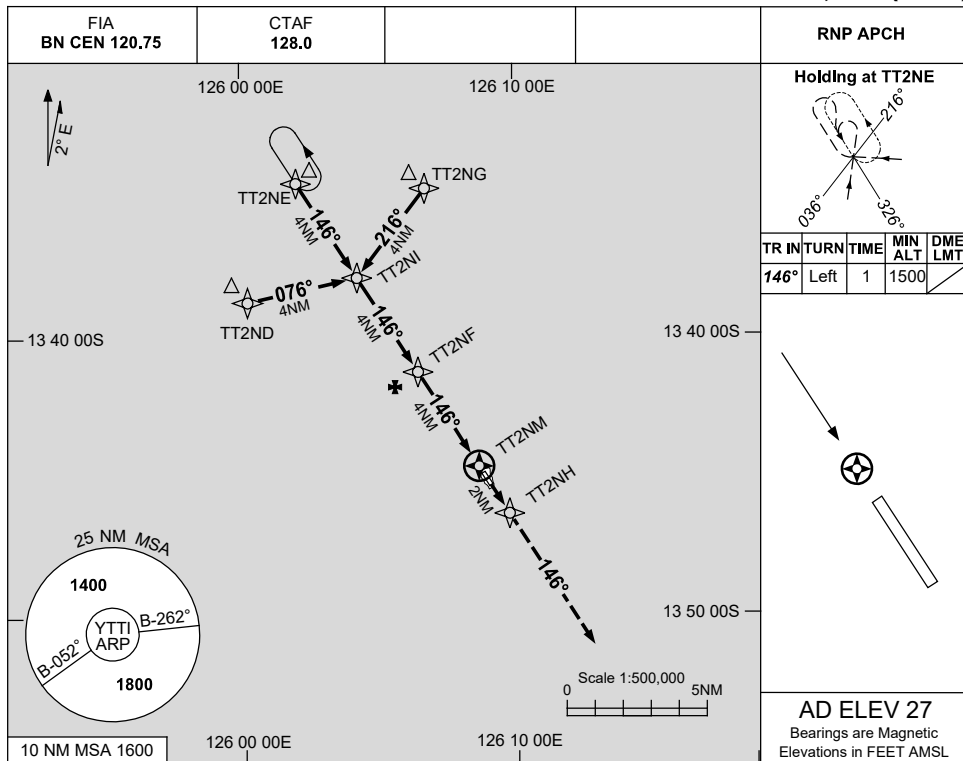 FIA
BN CEN 120.75
CTAF
128.0
RNP APCH
126 00 00E
126 10 00E
2° E
Holding at TT2NE
216°
036°
326°
TR IN TURN TIME MIN ALT DME LMT
146° Left 1 1500
TT2NE
TT2NG
146°
4NM
216°
4NM
TT2NI
076°
4NM
TT2ND
146°
4NM
13 40 00S
13 40 00S
TT2NF
146°
4NM
TT2NM
TT2NH
2NM
146°
25 NM MSA
1400
YTTI
ARP
B-262°
B-052°
1800
13 50 00S
Scale 1:500,000
0 5NM
10 NM MSA 1600
126 00 00E
126 10 00E
AD ELEV 27
Bearings are Magnetic
Elevations in FEET AMSL